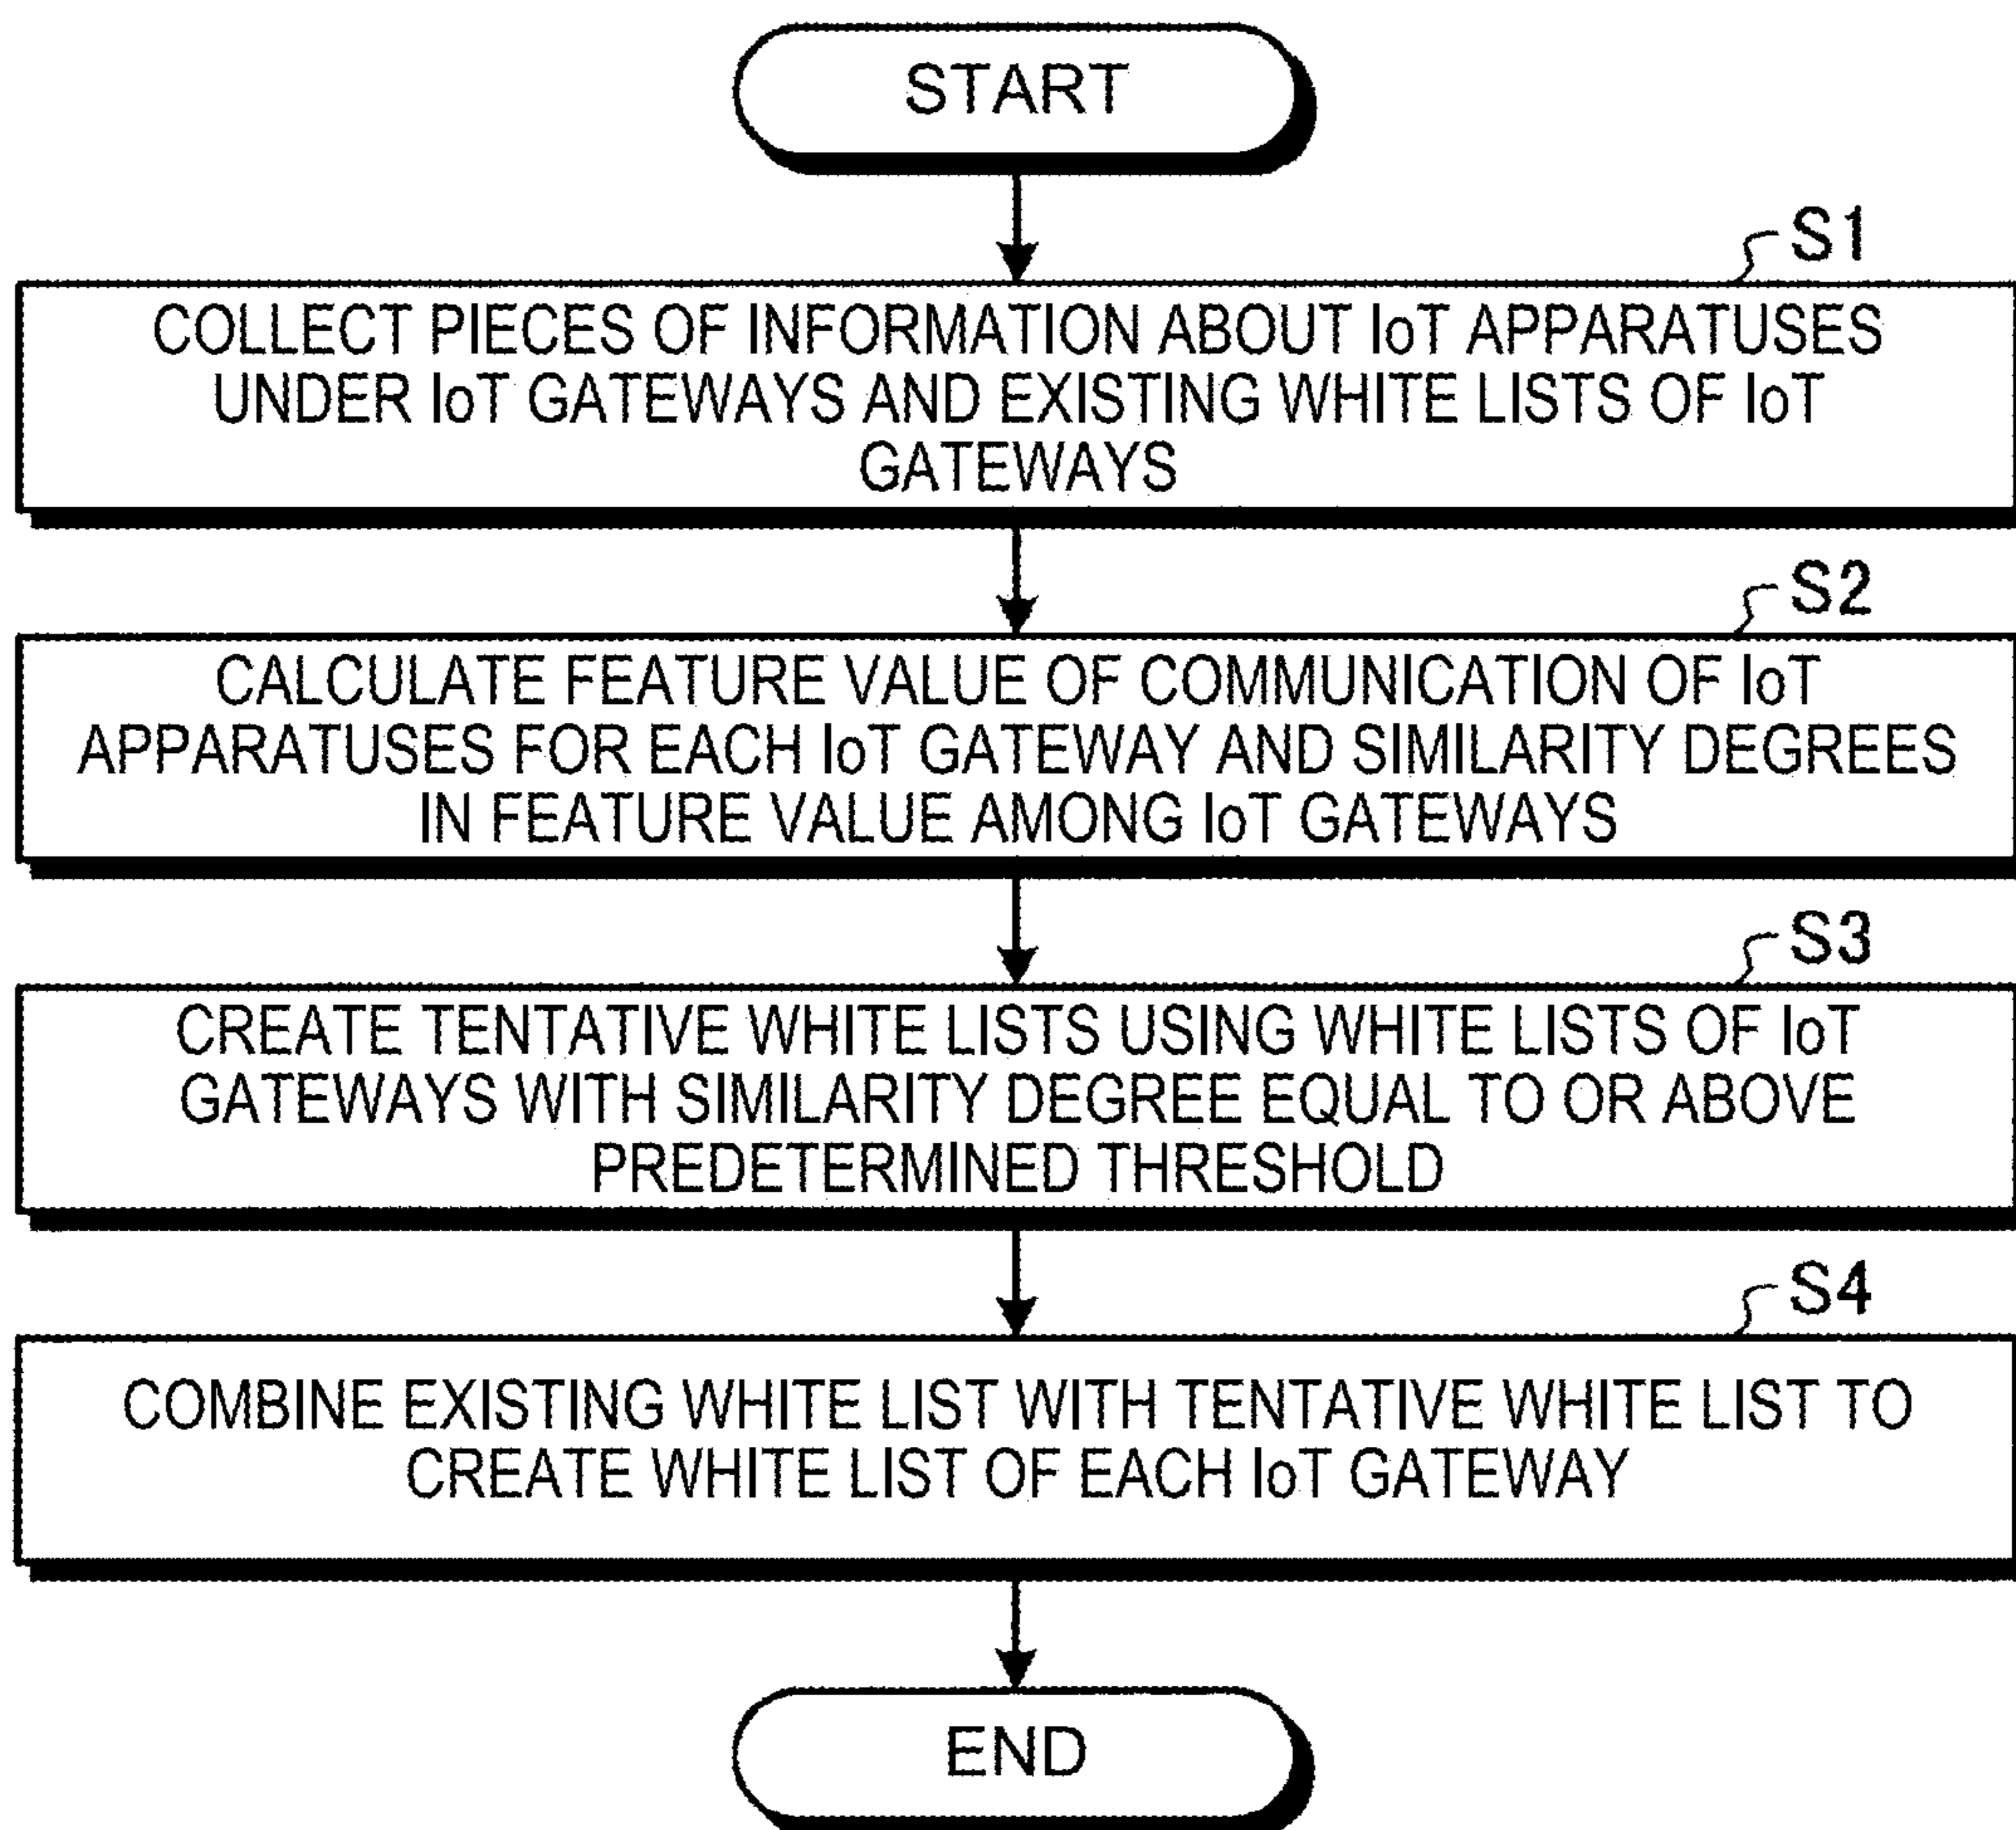 START
S1
COLLECT PIECES OF INFORMATION ABOUT IoT APPARATUSES
UNDER IoT GATEWAYS AND EXISTING WHITE LISTS OF IoT
GATEWAYS
S2
CALCULATE FEATURE VALUE OF COMMUNICATION OF IoT
APPARATUSES FOR EACH IoT GATEWAY AND SIMILARITY DEGREES
IN FEATURE VALUE AMONG IoT GATEWAYS
S3
CREATE TENTATIVE WHITE LISTS USING WHITE LISTS OF IoT
GATEWAYS WITH SIMILARITY DEGREE EQUAL TO OR ABOVE
PREDETERMINED THRESHOLD
S4
COMBINE EXISTING WHITE LIST WITH TENTATIVE WHITE LIST TO
CREATE WHITE LIST OF EACH IoT GATEWAY
END